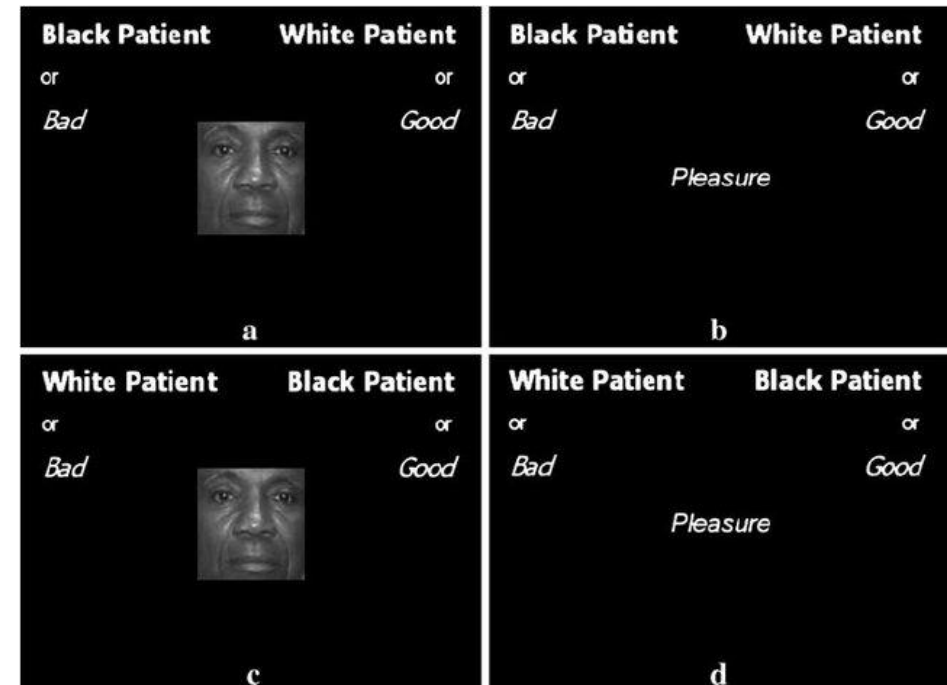 Black Patient White Patient
or or
Bad Good
a
Black Patient White Patient
or or
Bad Good
Pleasure
b
White Patient Black Patient
or or
Bad Good
c
White Patient Black Patient
or or
Bad Good
Pleasure
d